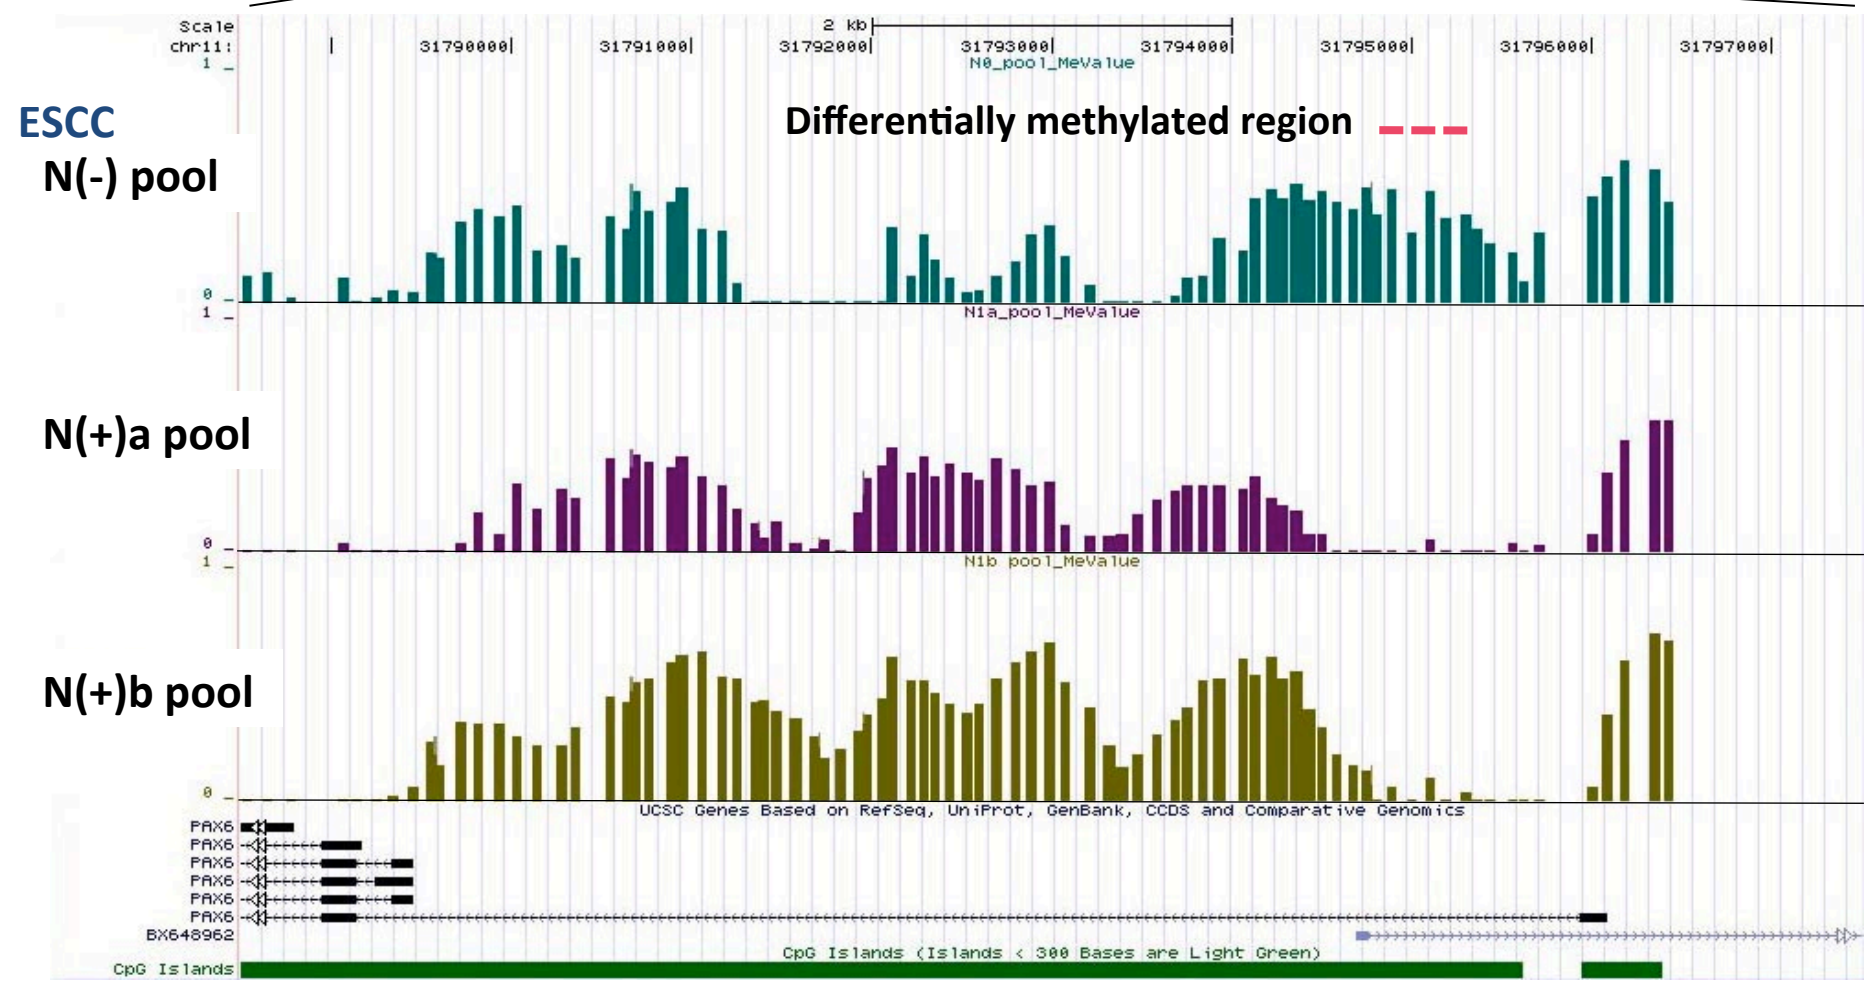 Scale 2 kb
chr11: 31790000 31791000 31792000 31793000 31794000 31795000 31796000 31797000
1 _ N0_pool_MeValue
ESCC
Differentially methylated region
N(-) pool
0 _
1 _ N1a_pool_MeValue
N(+)a pool
0 _
1 _ N1b pool_MeValue
N(+)b pool
0 _
UCSC Genes Based on RefSeq, UniProt, GenBank, CCDS and Comparative Genomics
PAX6
PAX6
PAX6
PAX6
PAX6
PAX6
BX648962
CpG Islands (Islands < 300 Bases are Light Green)
CpG Islands